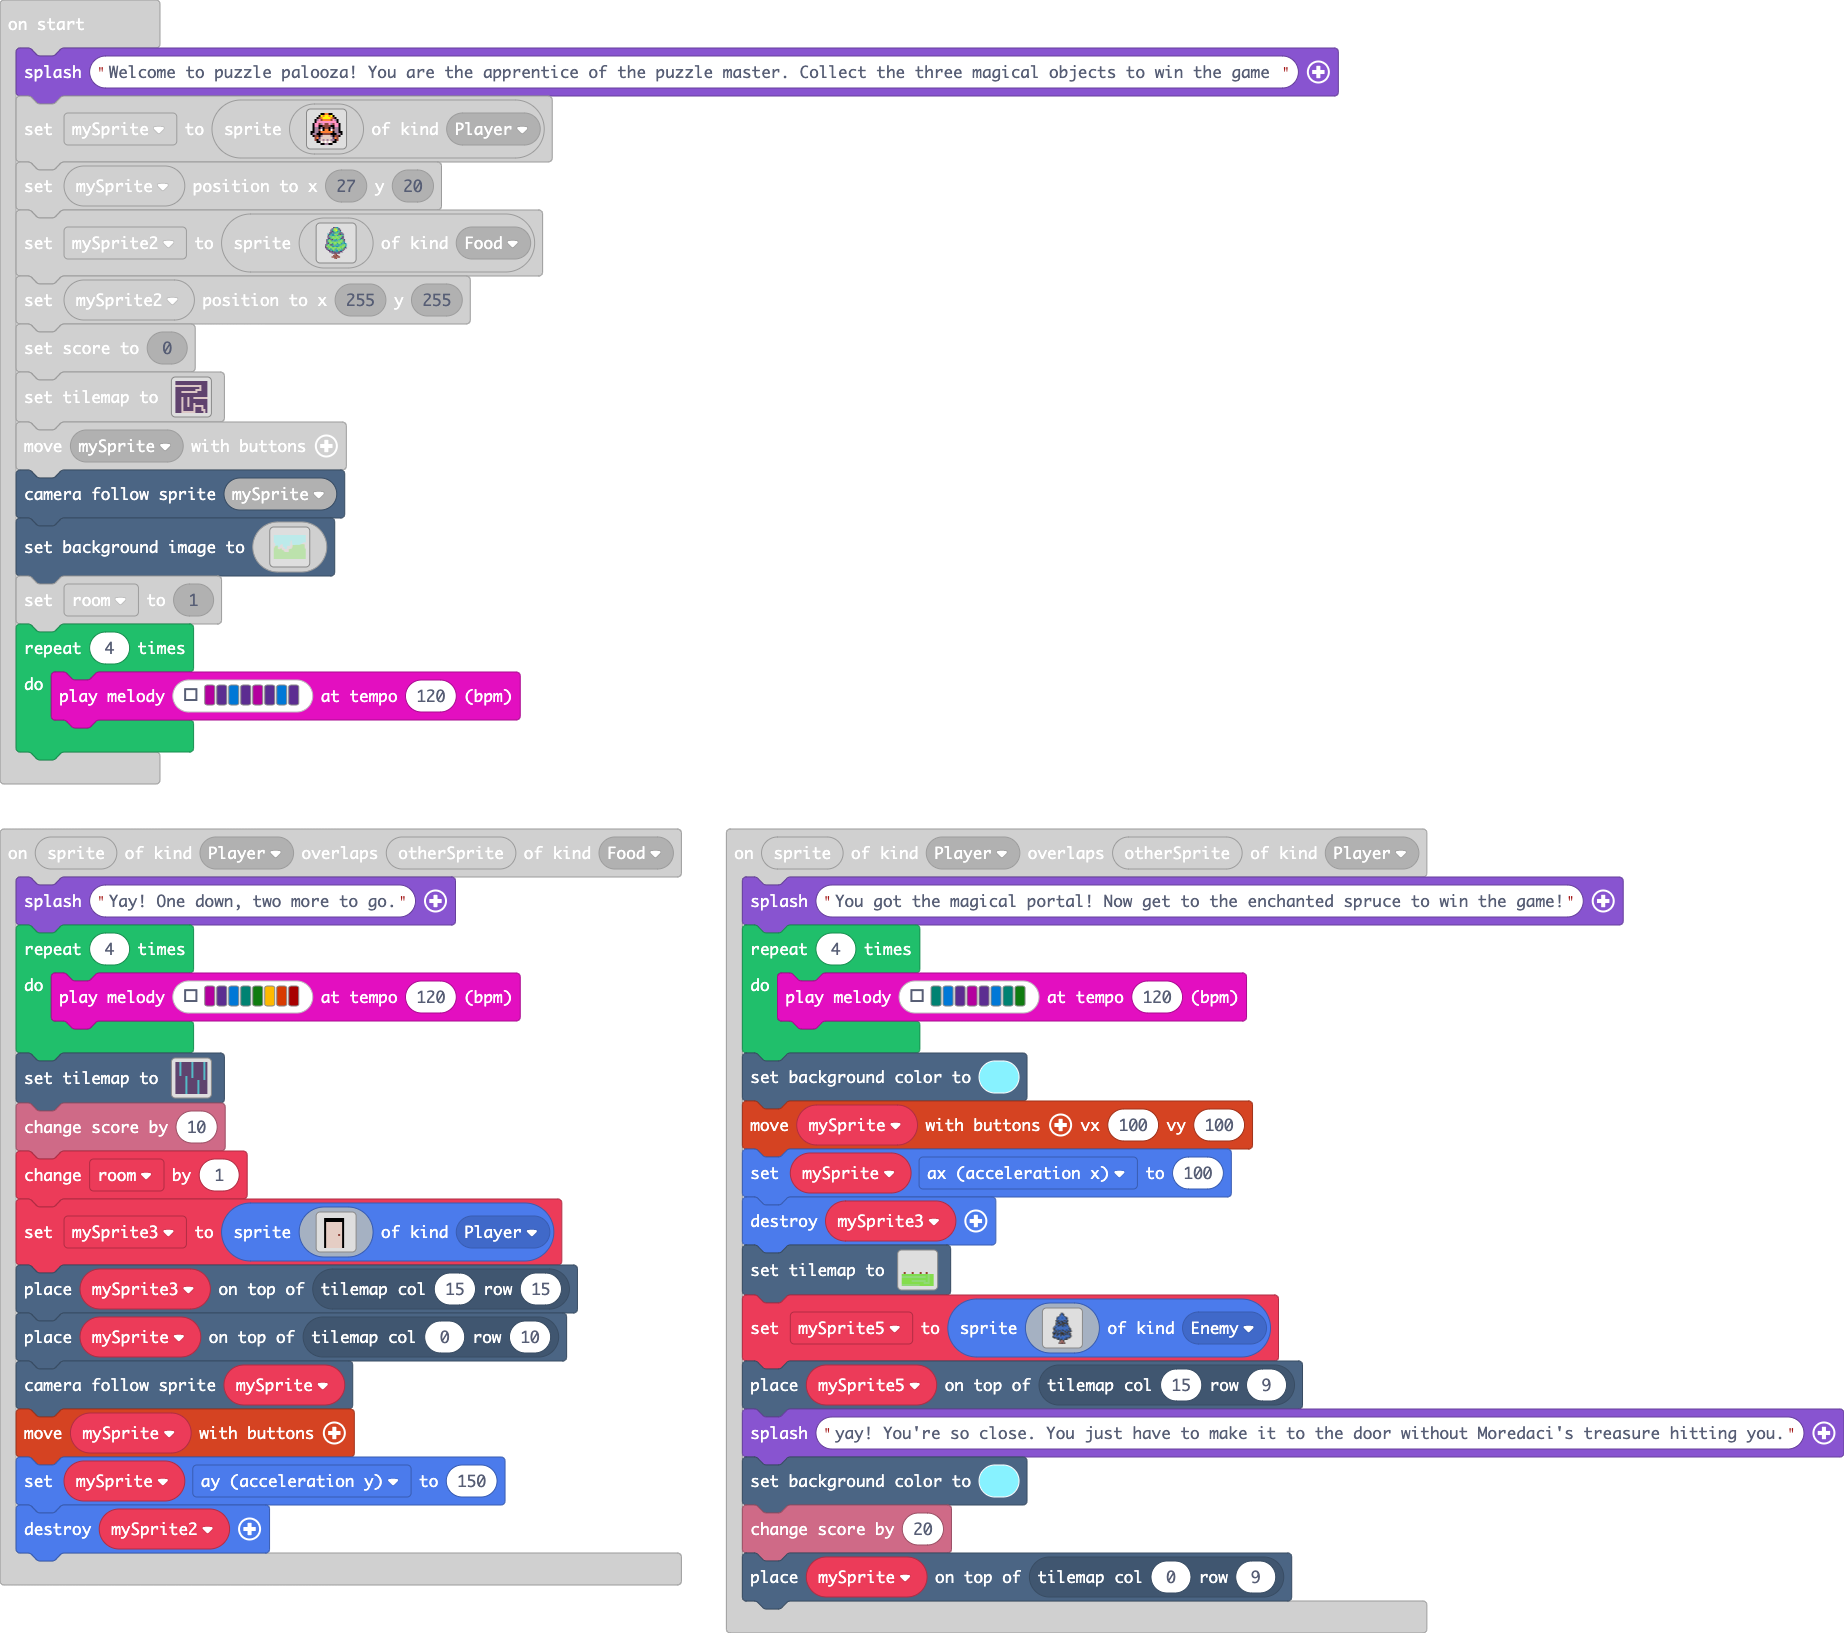 on start
splash "Welcome to puzzle palooza! You are the apprentice of the puzzle master. Collect the three magical objects to win the game "
set mySprite to sprite of kind Player
set mySprite position to x 27 y 20
set mySprite2 to sprite of kind Food
set mySprite2 position to x 255 y 255
set score to 0
set tilemap to
move mySprite with buttons
camera follow sprite mySprite
set background image to
set room to 1
repeat 4 times
do play melody at tempo 120 (bpm)
on sprite of kind Player overlaps otherSprite of kind Food
splash "Yay! One down, two more to go."
repeat 4 times
do play melody at tempo 120 (bpm)
set tilemap to
change score by 10
change room by 1
set mySprite3 to sprite of kind Player
place mySprite3 on top of tilemap col 15 row 15
place mySprite on top of tilemap col 0 row 10
camera follow sprite mySprite
move mySprite with buttons
set mySprite ay (acceleration y) to 150
destroy mySprite2
on sprite of kind Player overlaps otherSprite of kind Player
splash "You got the magical portal! Now get to the enchanted spruce to win the game!"
repeat 4 times
do play melody at tempo 120 (bpm)
set background color to
move mySprite with buttons vx 100 vy 100
set mySprite ax (acceleration x) to 100
destroy mySprite3
set tilemap to
set mySprite5 to sprite of kind Enemy
place mySprite5 on top of tilemap col 15 row 9
splash "yay! You're so close. You just have to make it to the door without Moredaci's treasure hitting you."
set background color to
change score by 20
place mySprite on top of tilemap col 0 row 9